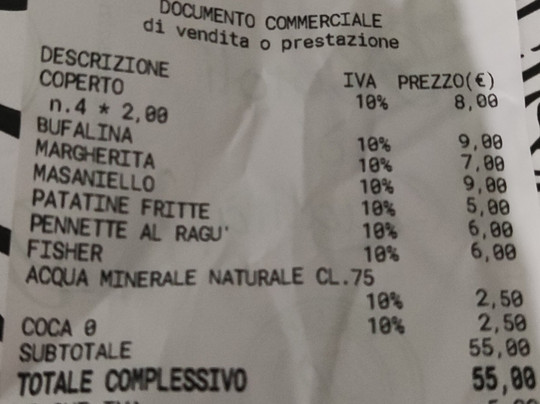 DOCUMENTO COMMERCIALE
di vendita o prestazione
DESCRIZIONE IVA PREZZO(€)
COPERTO 10% 8,00
n.4 * 2,00
BUFALINA 10% 9,00
MARGHERITA 10% 7,00
MASANIELLO 10% 9,00
PATATINE FRITTE 10% 5,00
PENNETTE AL RAGU' 10% 6,00
FISHER 10% 6,00
ACQUA MINERALE NATURALE CL.75
10% 2,50
COCA 0 10% 2,50
SUBTOTALE 55,00
TOTALE COMPLESSIVO 55,00